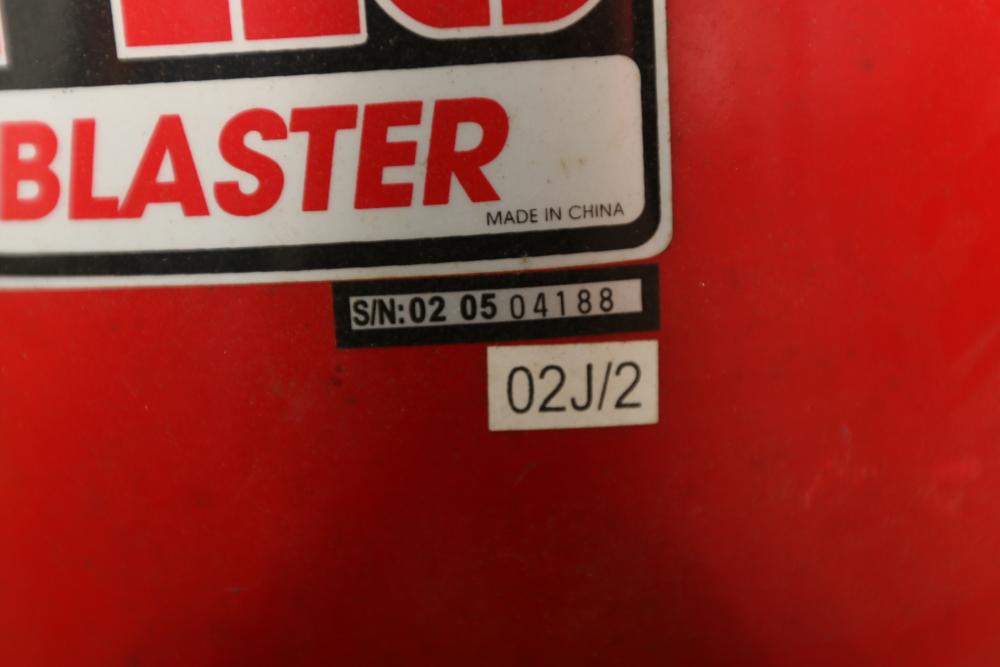 BLASTER
MADE IN CHINA
S/N: 02 05 04188
02J/2